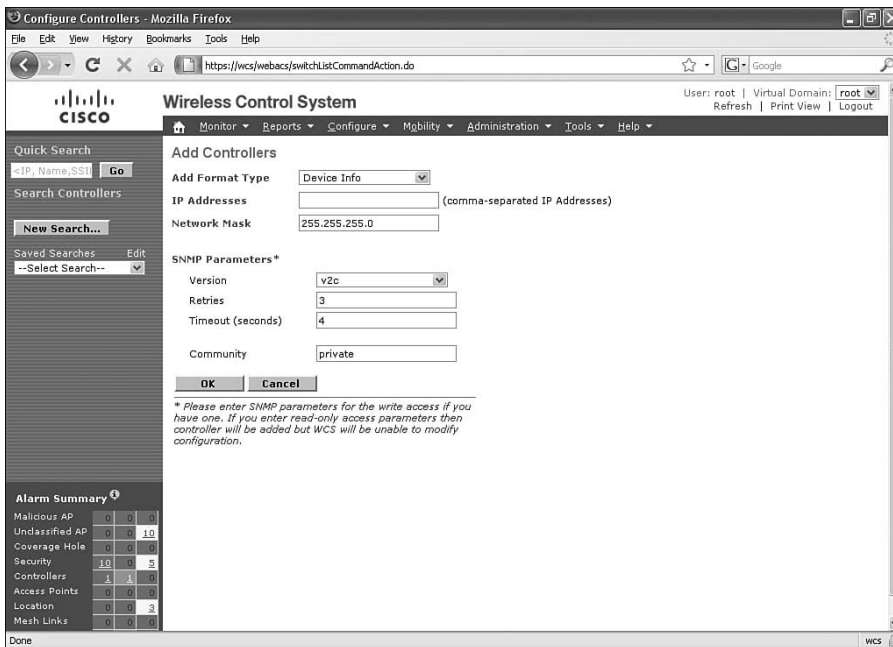 Configure Controllers - Mozilla Firefox
File Edit View History Bookmarks Tools Help
https://wcs/webacs/switchListCommandAction.do
G Google
CISCO
Wireless Control System
User: root | Virtual Domain: root
Refresh | Print View | Logout
Monitor Reports Configure Mobility Administration Tools Help
Quick Search
<IP, Name,SSI Go
Search Controllers
New Search...
Saved Searches Edit
--Select Search--
Add Controllers
Add Format Type Device Info
IP Addresses (comma-separated IP Addresses)
Network Mask 255.255.255.0
SNMP Parameters*
Version v2c
Retries 3
Timeout (seconds) 4
Community private
OK Cancel
* Please enter SNMP parameters for the write access if you
have one. If you enter read-only access parameters then
controller will be added but WCS will be unable to modify
configuration.
Alarm Summary
Malicious AP 0 0 0
Unclassified AP 0 0 10
Coverage Hole 0 0 0
Security 10 0 5
Controllers 1 1 0
Access Points 0 0 0
Location 0 0 3
Mesh Links 0 0 0
Done wcs